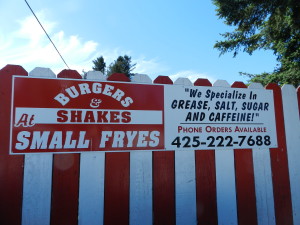 BURGERS
&
SHAKES
At
SMALL FRYES
"We Specialize In
GREASE, SALT, SUGAR
AND CAFFEINE!"
PHONE ORDERS AVAILABLE
425-222-7688